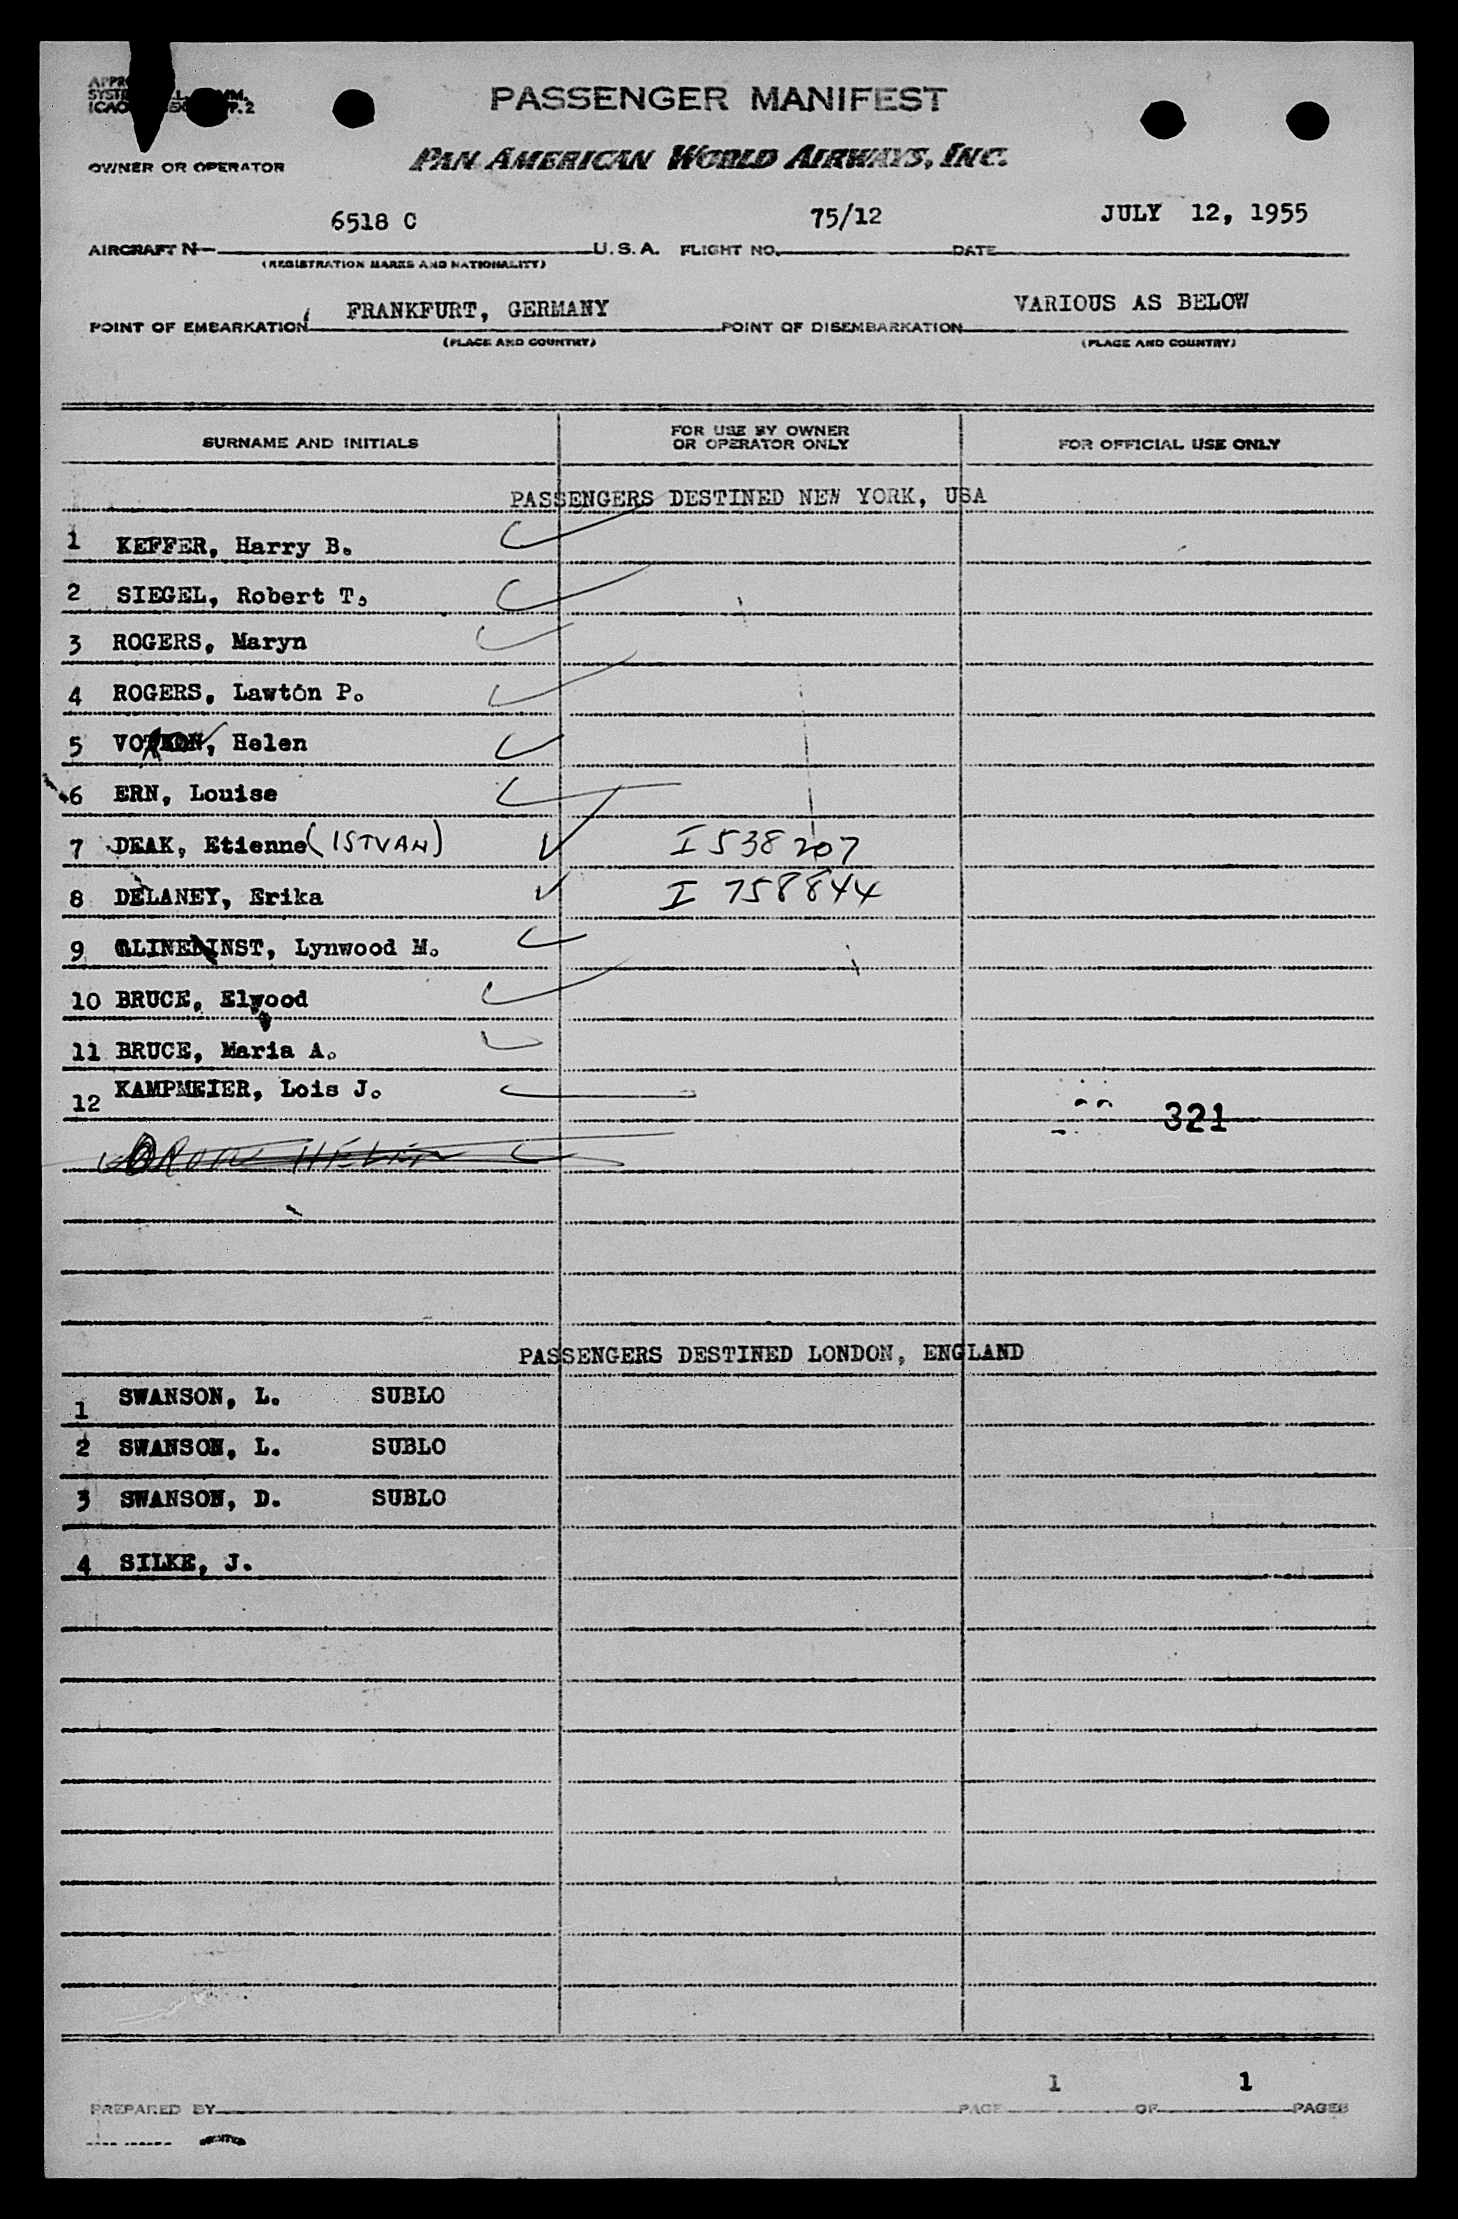 PASSENGER MANIFEST
OWNER OR OPERATOR
PAN AMERICAN WORLD AIRWAYS, INC.
6518 C 75/12 JULY 12, 1955
AIRCRAFT N— U.S.A. FLIGHT NO. DATE
(REGISTRATION MARKS AND NATIONALITY)
FRANKFURT, GERMANY VARIOUS AS BELOW
POINT OF EMBARKATION POINT OF DISEMBARKATION
(PLACE AND COUNTRY) (PLACE AND COUNTRY)
SURNAME AND INITIALS FOR USE BY OWNER OR OPERATOR ONLY FOR OFFICIAL USE ONLY
PASSENGERS DESTINED NEW YORK, USA
1 KEFFER, Harry B.
2 SIEGEL, Robert T.
3 ROGERS, Maryn
4 ROGERS, Lawton P.
5 Helen
6 ERN, Louise
7 DEAK, Etienne (ISTVAN) I 538207
8 DELANEY, Erika I 758844
9 Lynwood M.
10 BRUCE, Elwood
11 BRUCE, Maria A.
12 KAMPMEIER, Lois J.
321
PASSENGERS DESTINED LONDON, ENGLAND
1 SWANSON, L. SUBLO
2 SWANSON, L. SUBLO
3 SWANSON, D. SUBLO
4 SILKE, J.
1 1
PREPARED BY PAGE OF PAGES